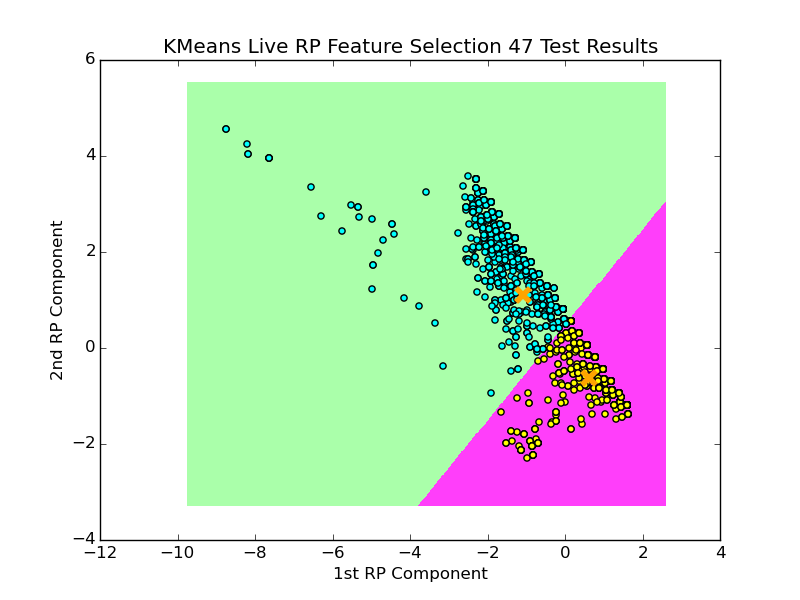 KMeans Live RP Feature Selection 47 Test Results
6
4
2
0
−2
−4
2nd RP Component
−12 −10 −8 −6 −4 −2 0 2 4
1st RP Component